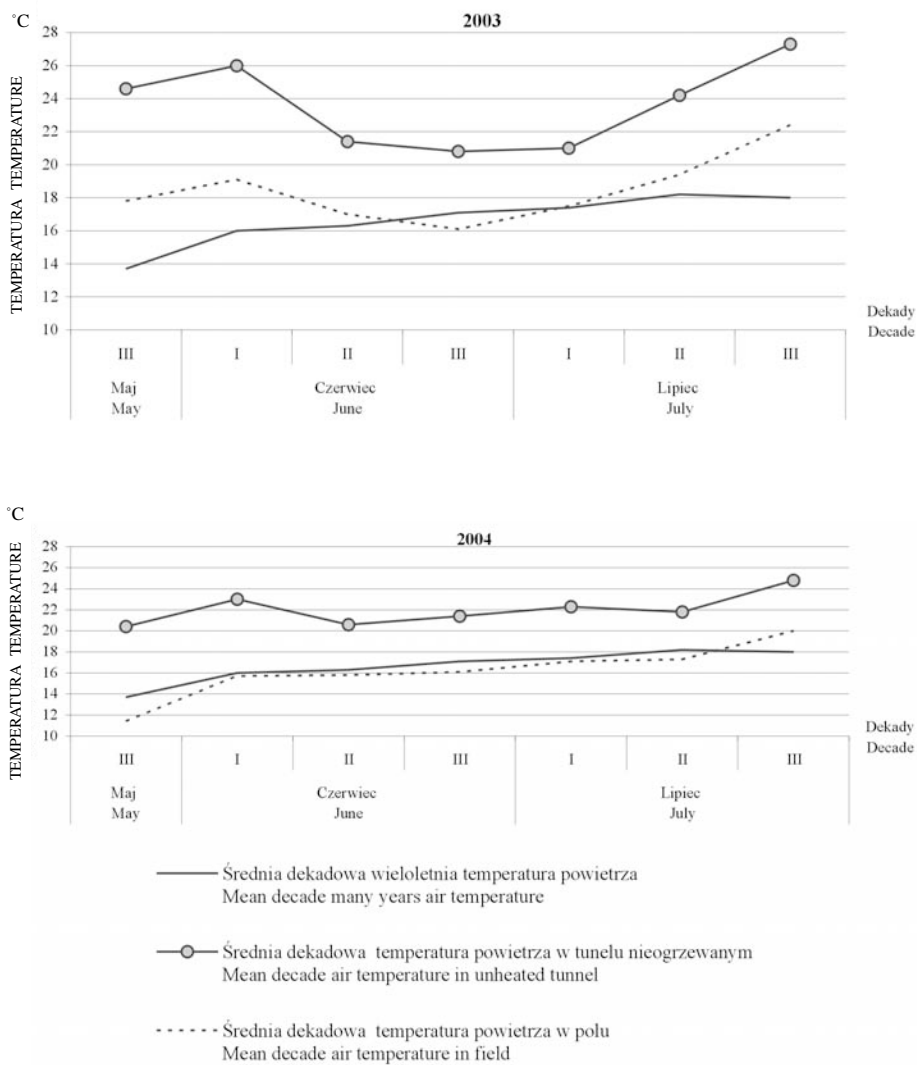 ˚C
2003
TEMPERATURA TEMPERATURE
28
26
24
22
20
18
16
14
12
10
Dekady
Decade
III I II III I II III
Maj Czerwiec Lipiec
May June July
˚C
2004
TEMPERATURA TEMPERATURE
28
26
24
22
20
18
16
14
12
10
Dekady
Decade
III I II III I II III
Maj Czerwiec Lipiec
May June July
Średnia dekadowa wieloletnia temperatura powietrza
Mean decade many years air temperature
Średnia dekadowa temperatura powietrza w tunelu nieogrzewanym
Mean decade air temperature in unheated tunnel
Średnia dekadowa temperatura powietrza w polu
Mean decade air temperature in field